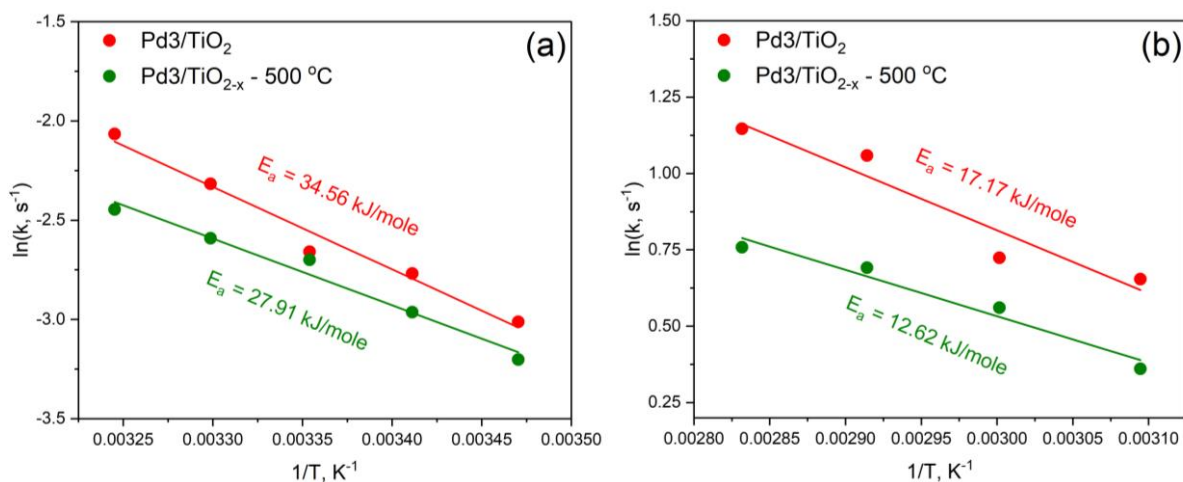 (a)
Pd3/TiO₂
Pd3/TiO₂₋ₓ - 500 °C
Eₐ = 34.56 kJ/mole
Eₐ = 27.91 kJ/mole
ln(k, s⁻¹)
-1.5
-2.0
-2.5
-3.0
-3.5
0.00325 0.00330 0.00335 0.00340 0.00345 0.00350
1/T, K⁻¹
(b)
Pd3/TiO₂
Pd3/TiO₂₋ₓ - 500 °C
Eₐ = 17.17 kJ/mole
Eₐ = 12.62 kJ/mole
ln(k, s⁻¹)
1.50
1.25
1.00
0.75
0.50
0.25
0.00280 0.00285 0.00290 0.00295 0.00300 0.00305 0.00310
1/T, K⁻¹